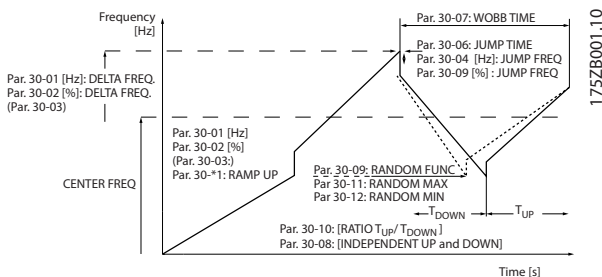 Frequency
[Hz]
Par. 30-07: WOBB TIME
Par. 30-06: JUMP TIME
Par. 30-04 [Hz]: JUMP FREQ
Par. 30-09 [%] : JUMP FREQ
175ZB001.10
Par. 30-01 [Hz]: DELTA FREQ.
Par. 30-02 [%]: DELTA FREQ.
(Par. 30-03)
Par. 30-01 [Hz]
Par. 30-02 [%]
(Par. 30-03:)
Par. 30-*1: RAMP UP
CENTER FREQ
Par. 30-09: RANDOM FUNC
Par 30-11: RANDOM MAX
Par 30-12: RANDOM MIN
TDOWN
TUP
Par. 30-10: [RATIO TUP/ TDOWN ]
Par. 30-08: [INDEPENDENT UP and DOWN]
Time [s]